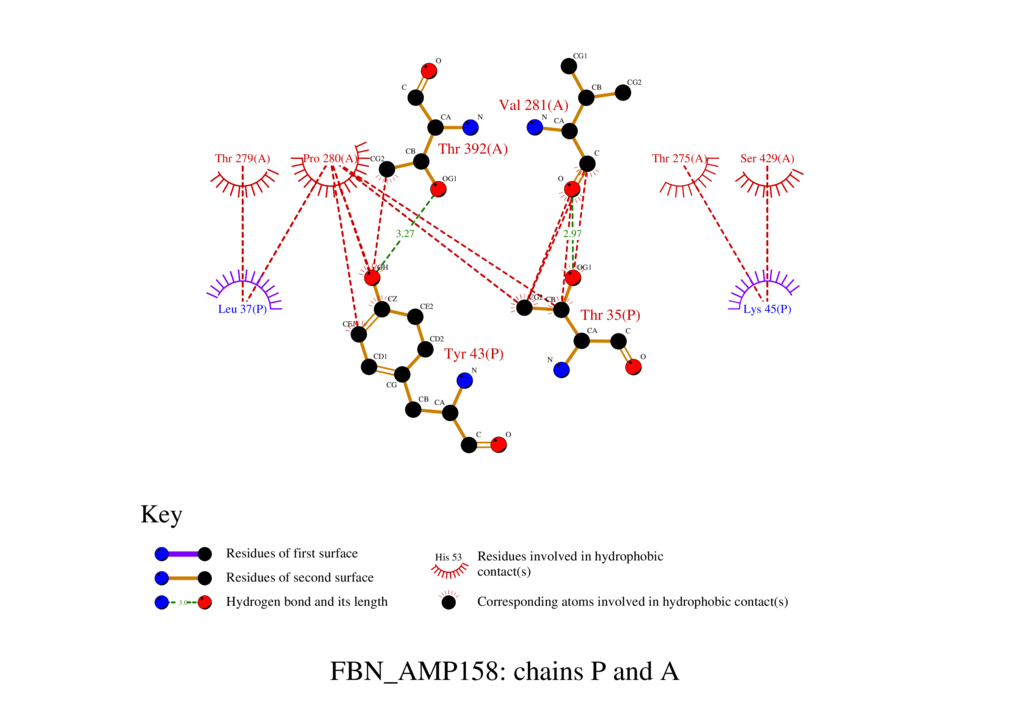 CG1
O
CG2
C
CB
Val 281(A)
CA
N
N
CA
Thr 392(A)
CB
CG2
C
Thr 279(A)
Pro 280(A)
Thr 275(A)
Ser 429(A)
OG1
O
3.27
2.97
OH
OG1
Leu 37(P)
CZ
CE2
CG2
CB
Thr 35(P)
Lys 45(P)
CE1
CD2
CA
C
CD1
Tyr 43(P)
N
O
CG
N
CB
CA
C
O
Key
Residues of first surface
Residues of second surface
3.0
Hydrogen bond and its length
His 53
Residues involved in hydrophobic
contact(s)
Corresponding atoms involved in hydrophobic contact(s)
FBN_AMP158: chains P and A